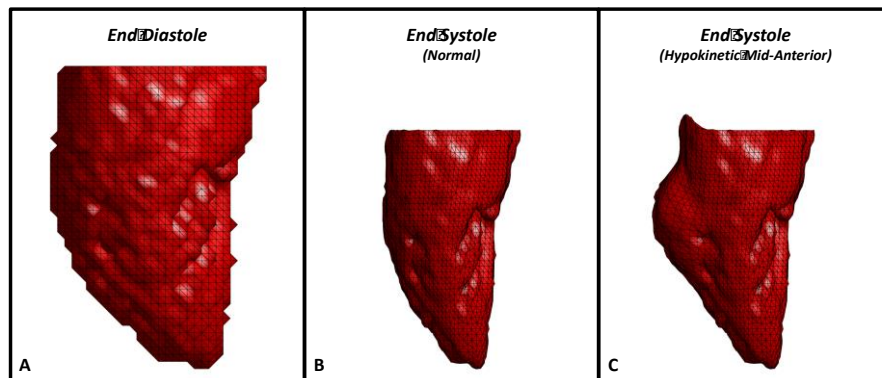 End⍰Diastole
End⍰Systole
(Normal)
End⍰Systole
(Hypokinetic⍰Mid-Anterior)
A
B
C